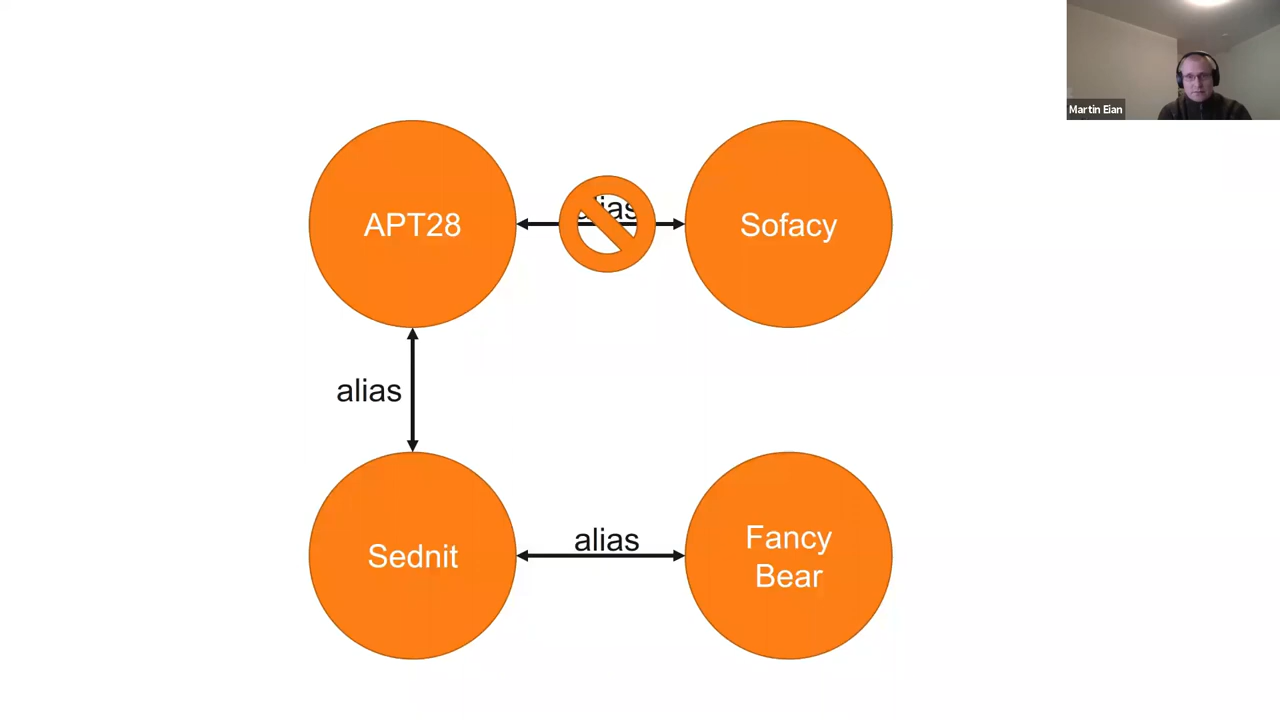 Martin Eian
APT28
Sofacy
alias
Sednit
alias
Fancy
Bear